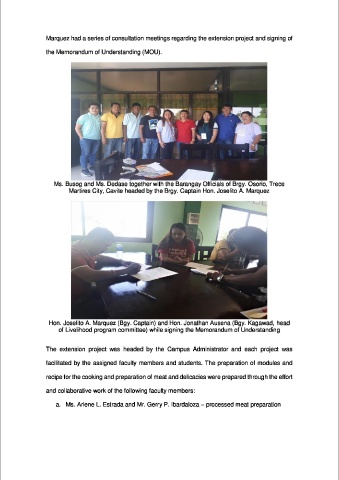 Marquez had a series of consultation meetings regarding the extension project and signing of
the Memorandum of Understanding (MOU).
Ms. Busog and Ms. Dedase together with the Barangay Officials of Brgy. Osorio, Trece
Martires City, Cavite headed by the Brgy. Captain Hon. Joselito A. Marquez
Hon. Joselito A. Marquez (Bgy. Captain) and Hon. Jonathan Ausena (Bgy. Kagawad, head
of Livelihood program committee) while signing the Memorandum of Understanding
The extension project was headed by the Campus Administrator and each project was
facilitated by the assigned faculty members and students. The preparation of modules and
recipe for the cooking and preparation of meat and delicacies were prepared through the effort
and collaborative work of the following faculty members:
a. Ms. Arlene L. Estrada and Mr. Gerry P. Ibardaloza – processed meat preparation